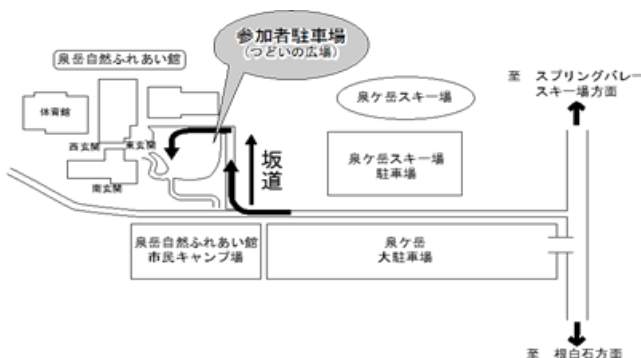 参加者駐車場
(つどいの広場)
泉岳自然ふれあい館
体育館
西玄関
東玄関
南玄関
坂道
泉ケ岳スキー場
泉ケ岳スキー場
駐車場
至 スプリングバレー
スキー場方面
泉岳自然ふれあい館
市民キャンプ場
泉ケ岳
大駐車場
至 根白石方面